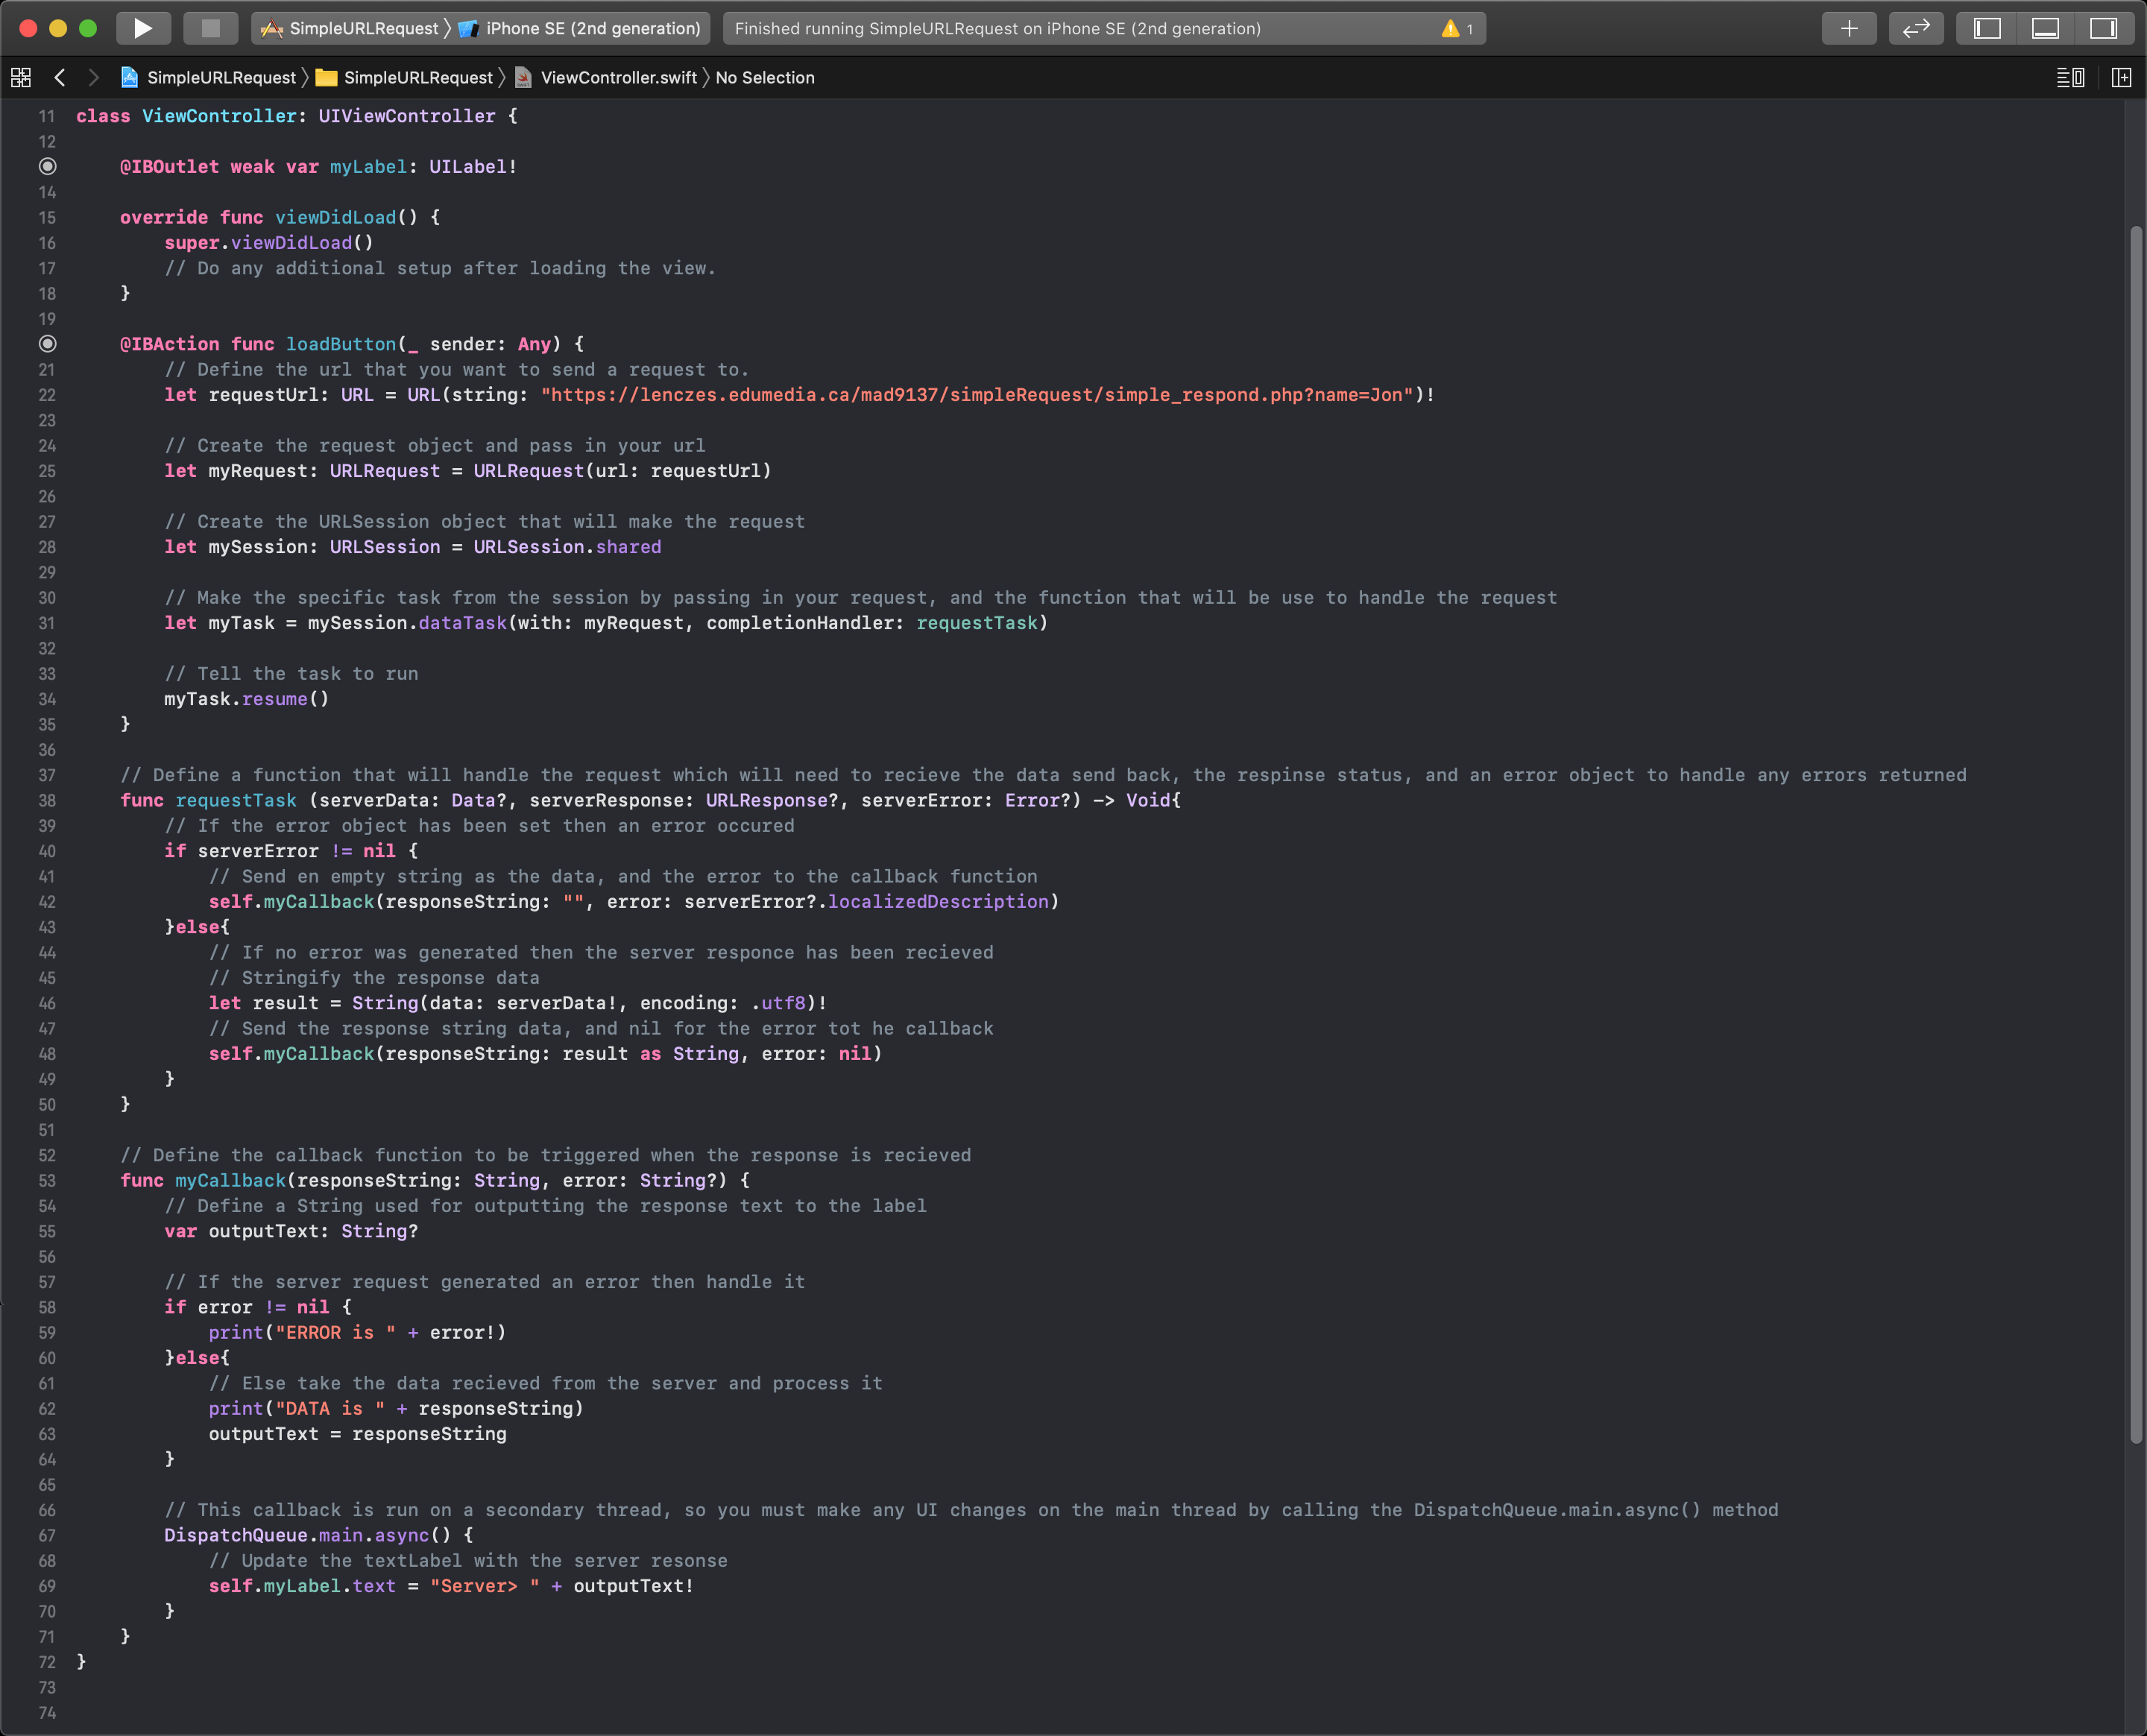 SimpleURLRequest 〉 iPhone SE (2nd generation) Finished running SimpleURLRequest on iPhone SE (2nd generation) 1
SimpleURLRequest 〉 SimpleURLRequest 〉 ViewController.swift 〉 No Selection
11 class ViewController: UIViewController {
12
@IBOutlet weak var myLabel: UILabel!
14
15 override func viewDidLoad() {
16 super.viewDidLoad()
17 // Do any additional setup after loading the view.
18 }
19
@IBAction func loadButton(_ sender: Any) {
21 // Define the url that you want to send a request to.
22 let requestUrl: URL = URL(string: "https://lenczes.edumedia.ca/mad9137/simpleRequest/simple_respond.php?name=Jon")!
23
24 // Create the request object and pass in your url
25 let myRequest: URLRequest = URLRequest(url: requestUrl)
26
27 // Create the URLSession object that will make the request
28 let mySession: URLSession = URLSession.shared
29
30 // Make the specific task from the session by passing in your request, and the function that will be use to handle the request
31 let myTask = mySession.dataTask(with: myRequest, completionHandler: requestTask)
32
33 // Tell the task to run
34 myTask.resume()
35 }
36
37 // Define a function that will handle the request which will need to recieve the data send back, the respinse status, and an error object to handle any errors returned
38 func requestTask (serverData: Data?, serverResponse: URLResponse?, serverError: Error?) -> Void{
39 // If the error object has been set then an error occured
40 if serverError != nil {
41 // Send en empty string as the data, and the error to the callback function
42 self.myCallback(responseString: "", error: serverError?.localizedDescription)
43 }else{
44 // If no error was generated then the server responce has been recieved
45 // Stringify the response data
46 let result = String(data: serverData!, encoding: .utf8)!
47 // Send the response string data, and nil for the error tot he callback
48 self.myCallback(responseString: result as String, error: nil)
49 }
50 }
51
52 // Define the callback function to be triggered when the response is recieved
53 func myCallback(responseString: String, error: String?) {
54 // Define a String used for outputting the response text to the label
55 var outputText: String?
56
57 // If the server request generated an error then handle it
58 if error != nil {
59 print("ERROR is " + error!)
60 }else{
61 // Else take the data recieved from the server and process it
62 print("DATA is " + responseString)
63 outputText = responseString
64 }
65
66 // This callback is run on a secondary thread, so you must make any UI changes on the main thread by calling the DispatchQueue.main.async() method
67 DispatchQueue.main.async() {
68 // Update the textLabel with the server resonse
69 self.myLabel.text = "Server> " + outputText!
70 }
71 }
72 }
73
74